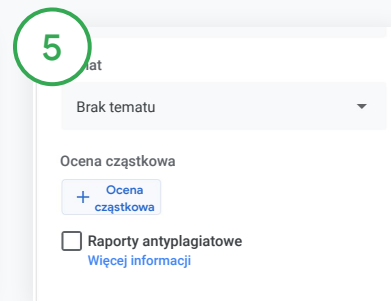 5
Brak tematu
Ocena cząstkowa
+ Ocena
cząstkowa
Raporty antyplagiatowe
Więcej informacji